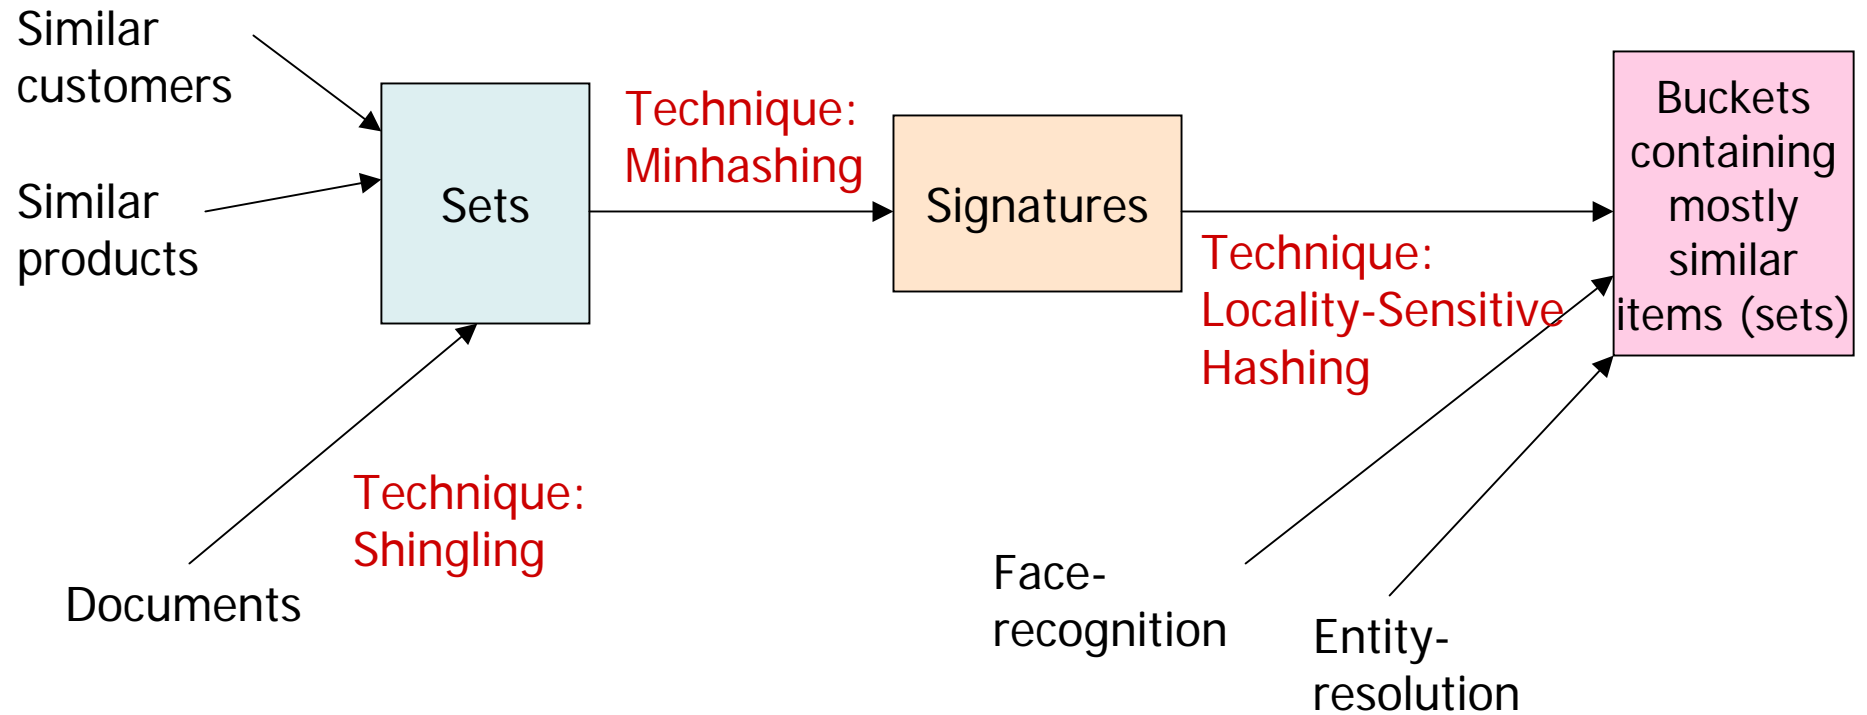 Similar
customers
Similar
products
Sets
Technique:
Minhashing
Signatures
Buckets
containing
mostly
similar
items (sets)
Technique:
Locality-Sensitive
Hashing
Technique:
Shingling
Documents
Face-
recognition
Entity-
resolution